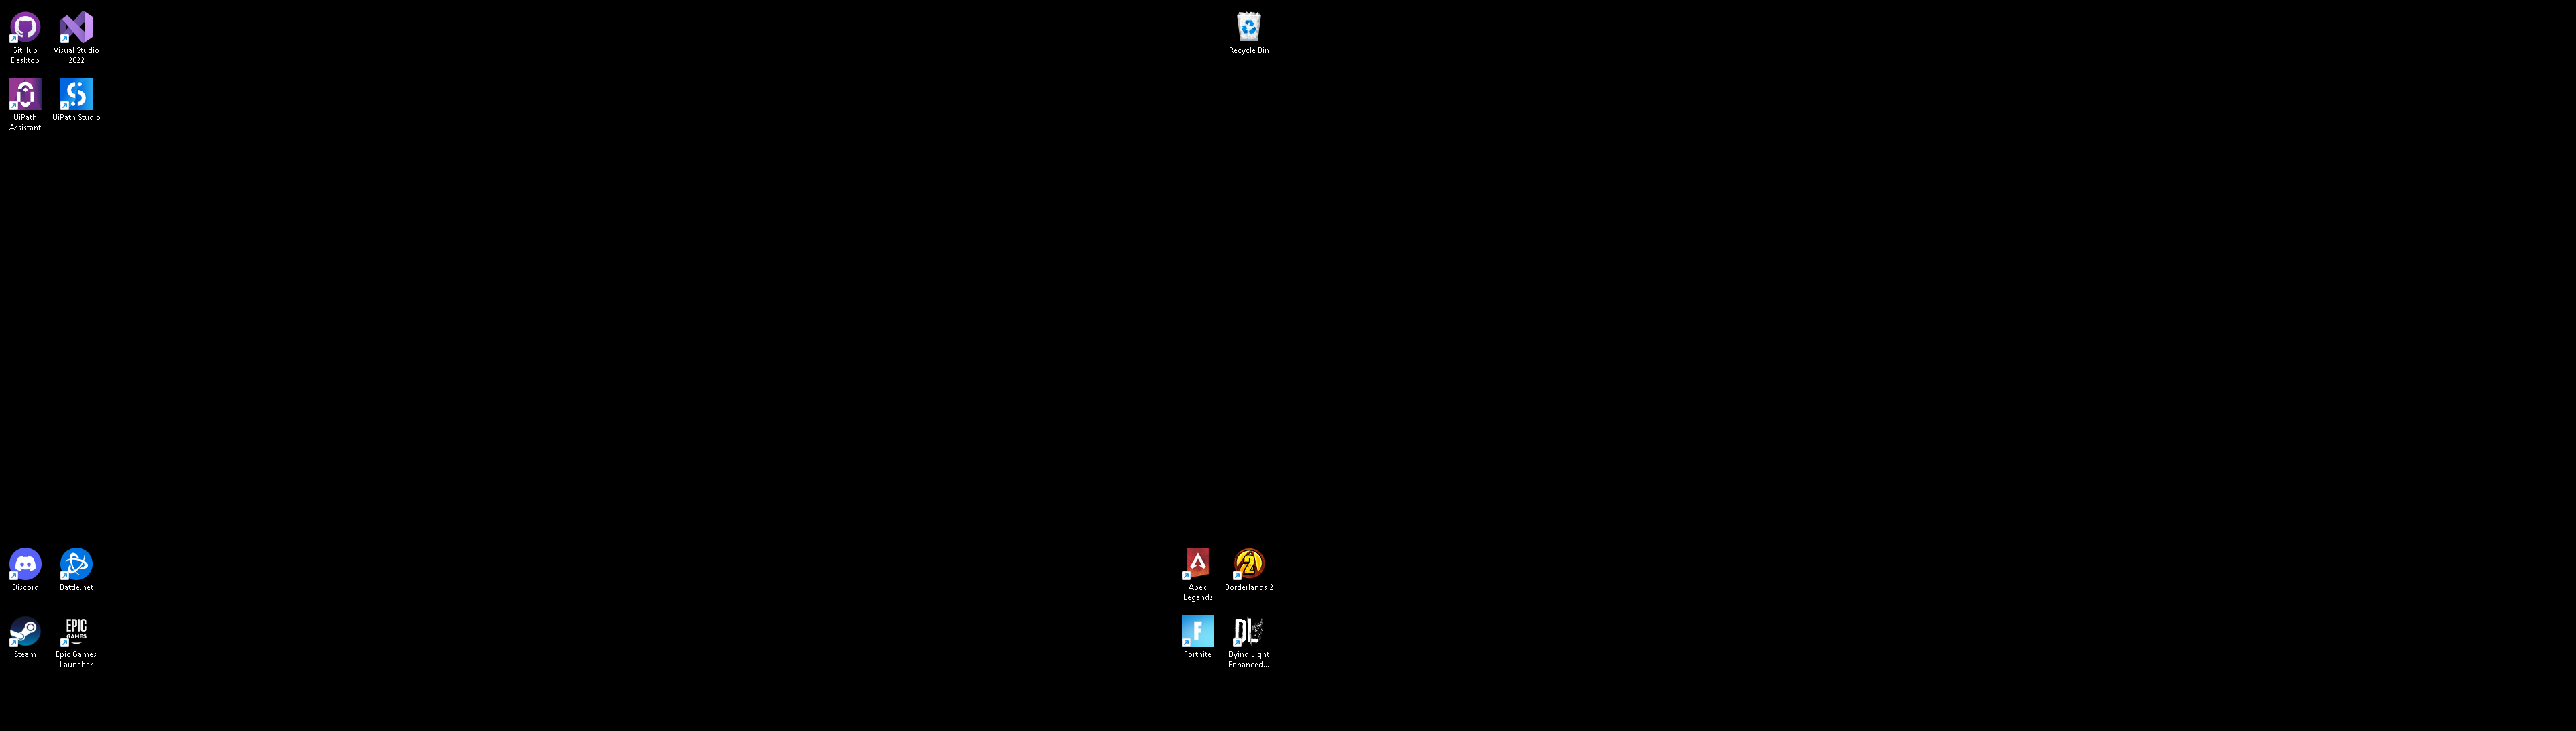 GitHub
Desktop
Visual Studio
2022
Recycle Bin
UiPath
Assistant
UiPath Studio
Discord
Battle.net
Apex
Legends
Borderlands 2
Steam
EPIC
GAMES
Epic Games
Launcher
F
Fortnite
DL
Dying Light
Enhanced...